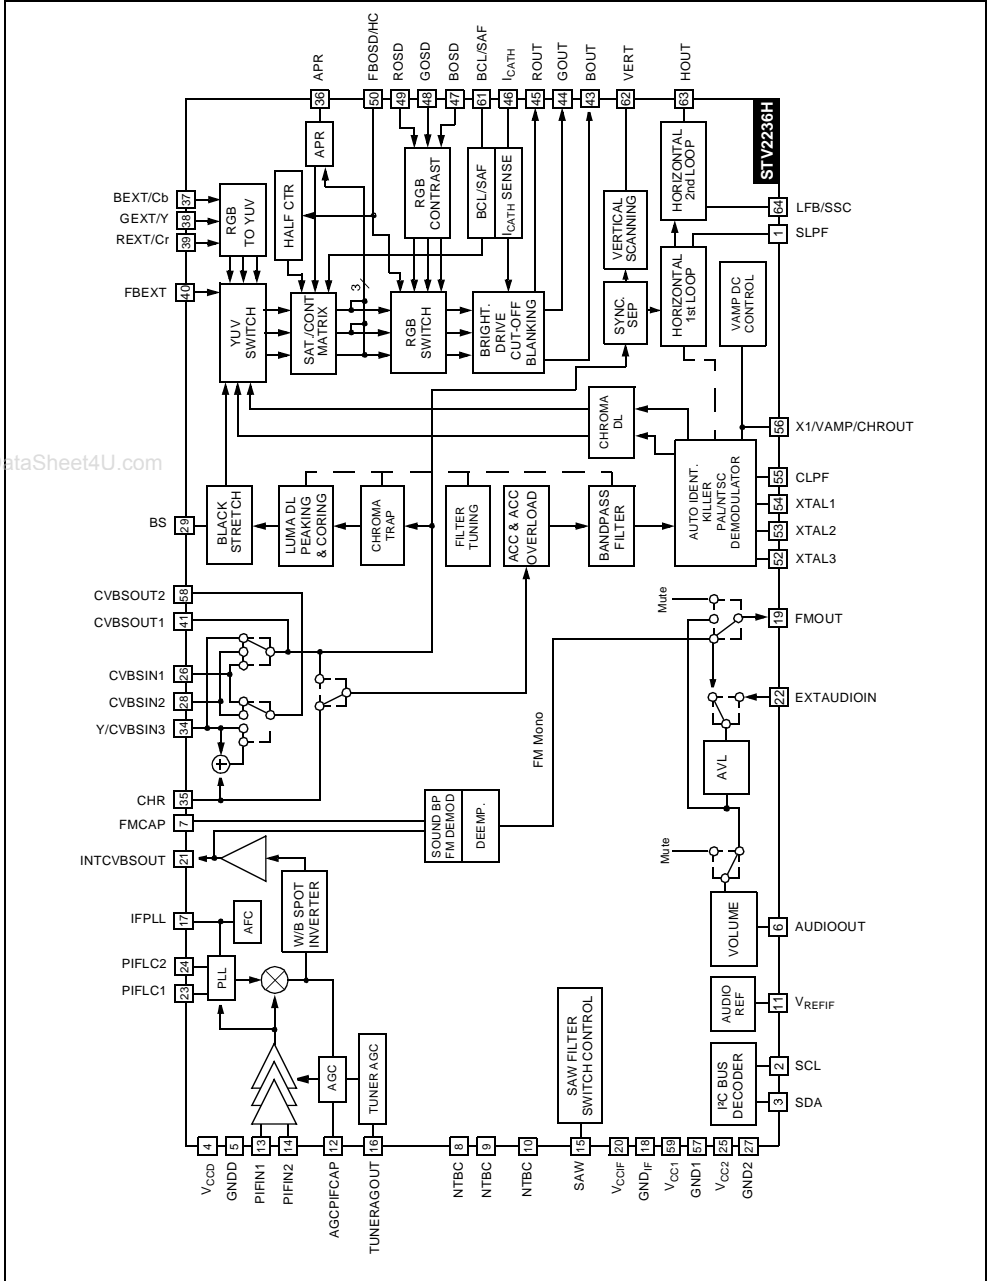 APR
FBOSD/HC
ROSD
GOSD
BOSD
BCL/SAF
ICATH
ROUT
GOUT
BOUT
VERT
HOUT
36
50
49
48
47
61
46
45
44
43
62
63
STV2236H
BEXT/Cb
37
GEXT/Y
38
REXT/Cr
39
FBEXT
40
RGB
TO YUV
HALF CTR
APR
RGB
CONTRAST
BCL/SAF
ICATH SENSE
VERTICAL
SCANNING
HORIZONTAL
2nd LOOP
64
LFB/SSC
1
SLPF
YUV
SWITCH
SAT./CONT
MATRIX
3
RGB
SWITCH
BRIGHT.
DRIVE
CUT-OFF
BLANKING
SYNC.
SEP
HORIZONTAL
1st LOOP
VAMP DC
CONTROL
CHROMA
DL
56
X1/VAMP/CHROUT
ataSheet4U.com
BS
29
BLACK
STRETCH
LUMA DL
PEAKING
& CORING
CHROMA
TRAP
FILTER
TUNING
ACC & ACC
OVERLOAD
BANDPASS
FILTER
AUTO IDENT.
KILLER
PAL/NTSC
DEMODULATOR
55
CLPF
54
XTAL1
53
XTAL2
52
XTAL3
CVBSOUT2
58
CVBSOUT1
41
CVBSIN1
26
CVBSIN2
28
Y/CVBSIN3
34
CHR
35
FMCAP
7
INTCVBSOUT
21
Mute
19
FMOUT
22
EXTAUDIOIN
FM Mono
AVL
SOUND BP
FM DEMOD
DEEMP.
Mute
IFPLL
17
AFC
W/B SPOT
INVERTER
VOLUME
6
AUDIOOUT
PIFLC2
24
PIFLC1
23
PLL
AUDIO
REF
11
VREFIF
AGC
TUNER AGC
SAW FILTER
SWITCH CONTROL
I²C BUS
DECODER
2
SCL
3
SDA
4
5
13
14
12
16
8
9
10
15
20
18
59
57
25
27
VCCD
GNDD
PIFIN1
PIFIN2
AGCPIFCAP
TUNERAGOUT
NTBC
NTBC
NTBC
SAW
VCCIF
GNDIF
VCC1
GND1
VCC2
GND2